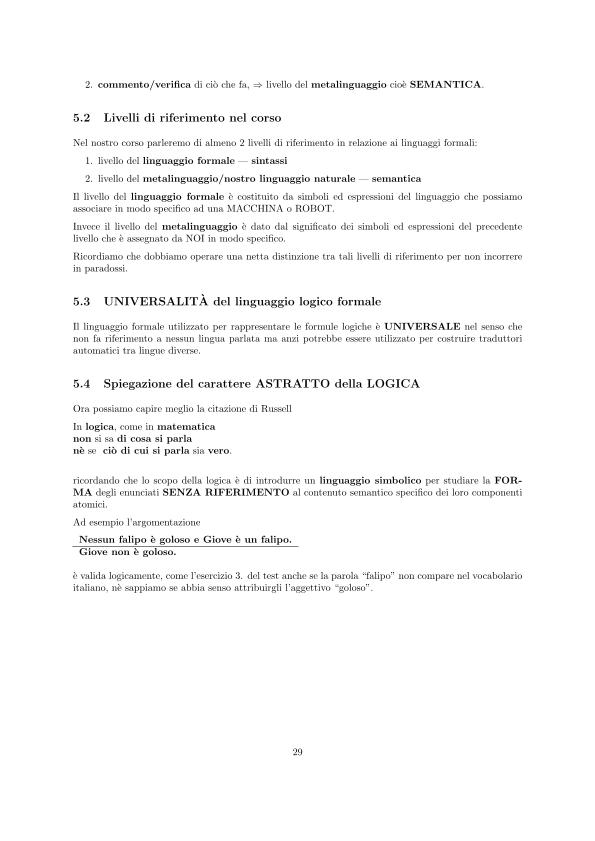 2. commento/verifica di ciò che fa, ⇒ livello del metalinguaggio cioè SEMANTICA.
5.2 Livelli di riferimento nel corso
Nel nostro corso parleremo di almeno 2 livelli di riferimento in relazione ai linguaggi formali:
1. livello del linguaggio formale — sintassi
2. livello del metalinguaggio/nostro linguaggio naturale — semantica
Il livello del linguaggio formale è costituito da simboli ed espressioni del linguaggio che possiamo
associare in modo specifico ad una MACCHINA o ROBOT.
Invece il livello del metalinguaggio è dato dal significato dei simboli ed espressioni del precedente
livello che è assegnato da NOI in modo specifico.
Ricordiamo che dobbiamo operare una netta distinzione tra tali livelli di riferimento per non incorrere
in paradossi.
5.3 UNIVERSALITÀ del linguaggio logico formale
Il linguaggio formale utilizzato per rappresentare le formule logiche è UNIVERSALE nel senso che
non fa riferimento a nessun lingua parlata ma anzi potrebbe essere utilizzato per costruire traduttori
automatici tra lingue diverse.
5.4 Spiegazione del carattere ASTRATTO della LOGICA
Ora possiamo capire meglio la citazione di Russell
In logica, come in matematica
non si sa di cosa si parla
nè se ciò di cui si parla sia vero.
ricordando che lo scopo della logica è di introdurre un linguaggio simbolico per studiare la FOR-
MA degli enunciati SENZA RIFERIMENTO al contenuto semantico specifico dei loro componenti
atomici.
Ad esempio l'argomentazione
Nessun falipo è goloso e Giove è un falipo.
Giove non è goloso.
è valida logicamente, come l'esercizio 3. del test anche se la parola “falipo” non compare nel vocabolario
italiano, nè sappiamo se abbia senso attribuirgli l'aggettivo “goloso”.
29